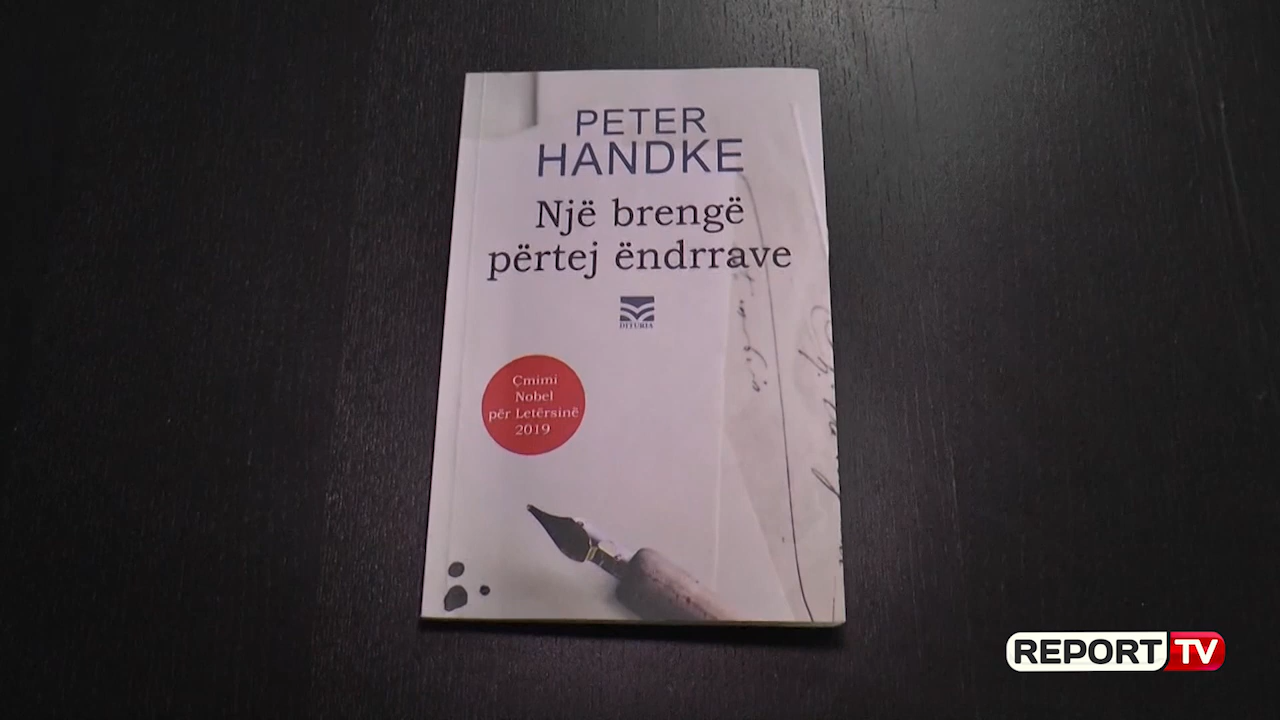 PETER
HANDKE
Një brengë
përtej ëndrrave
DITURIA
Çmimi
Nobel
për Letërsinë
2019
REPORT TV